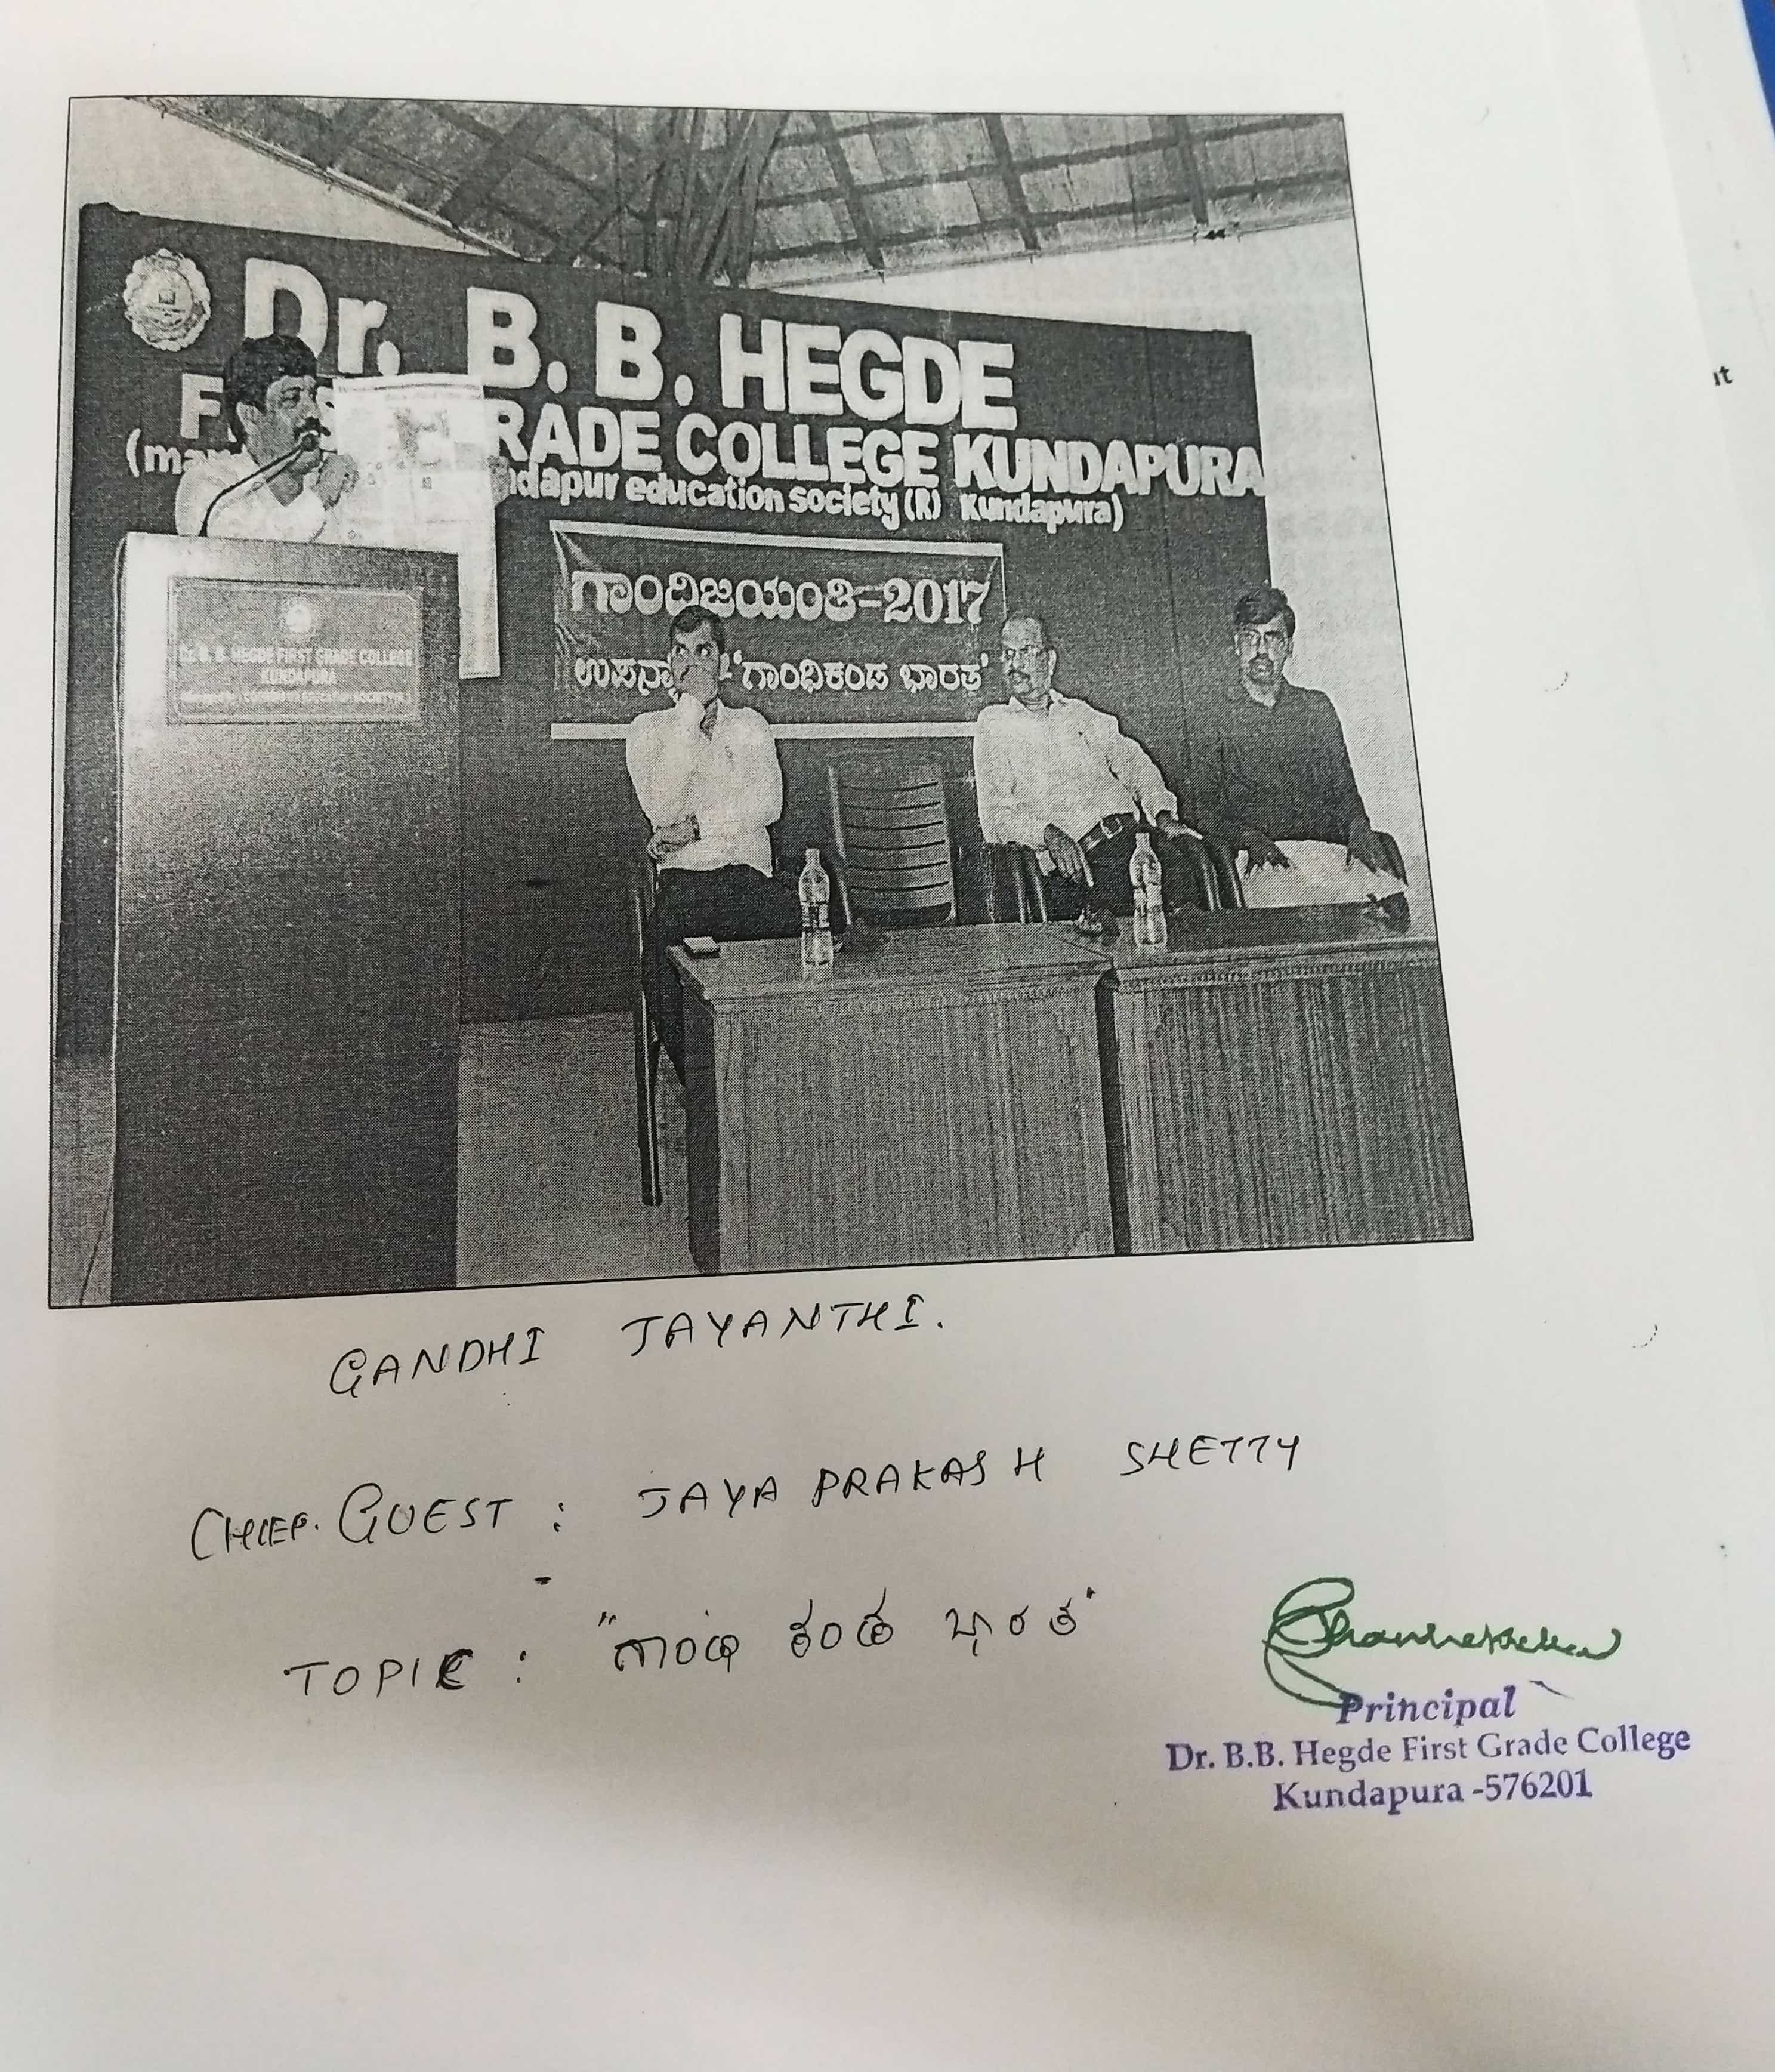 Dr. B. B. HEGDE
RADE COLLEGE KUNDAPURA
education society (R) Kundapura)
ಗಾಂದಿಜಯಂತಿ-2017
'ಗಾಂಧಿಕಂಡ ಭಾರತ'
Dr. B. B. HEGDE FIRST GRADE COLLEGE
KUNDAPURA
GANDHI JAYANTHI.
CHIEF. GUEST : JAYA PRAKASH SHETTY
TOPIC : "ಗಾಂಧಿ ಕಂಡ ಭಾರತ"
Principal
Dr. B.B. Hegde First Grade College
Kundapura -576201